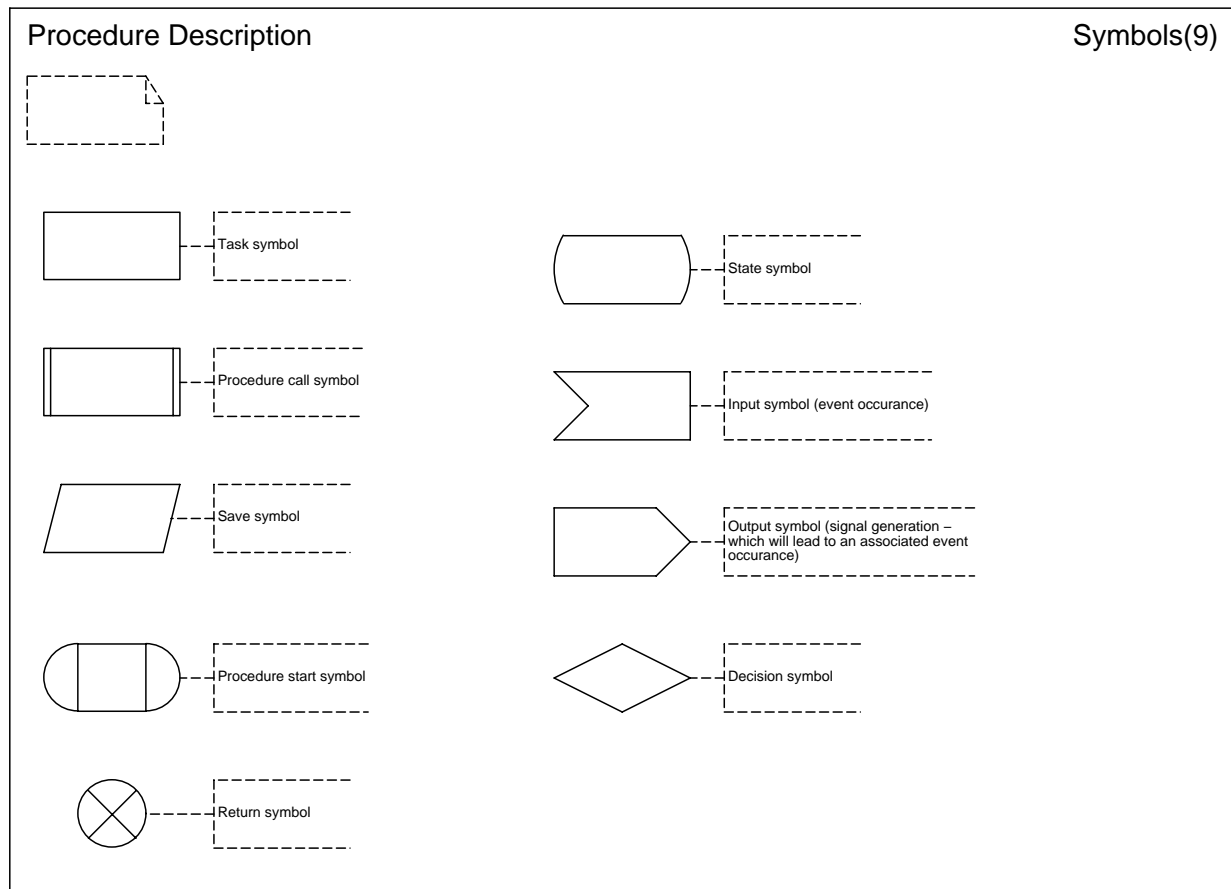 Procedure Description
Symbols(9)
Task symbol
State symbol
Procedure call symbol
Input symbol (event occurance)
Save symbol
Output symbol (signal generation –
which will lead to an associated event
occurance)
Procedure start symbol
Decision symbol
Return symbol